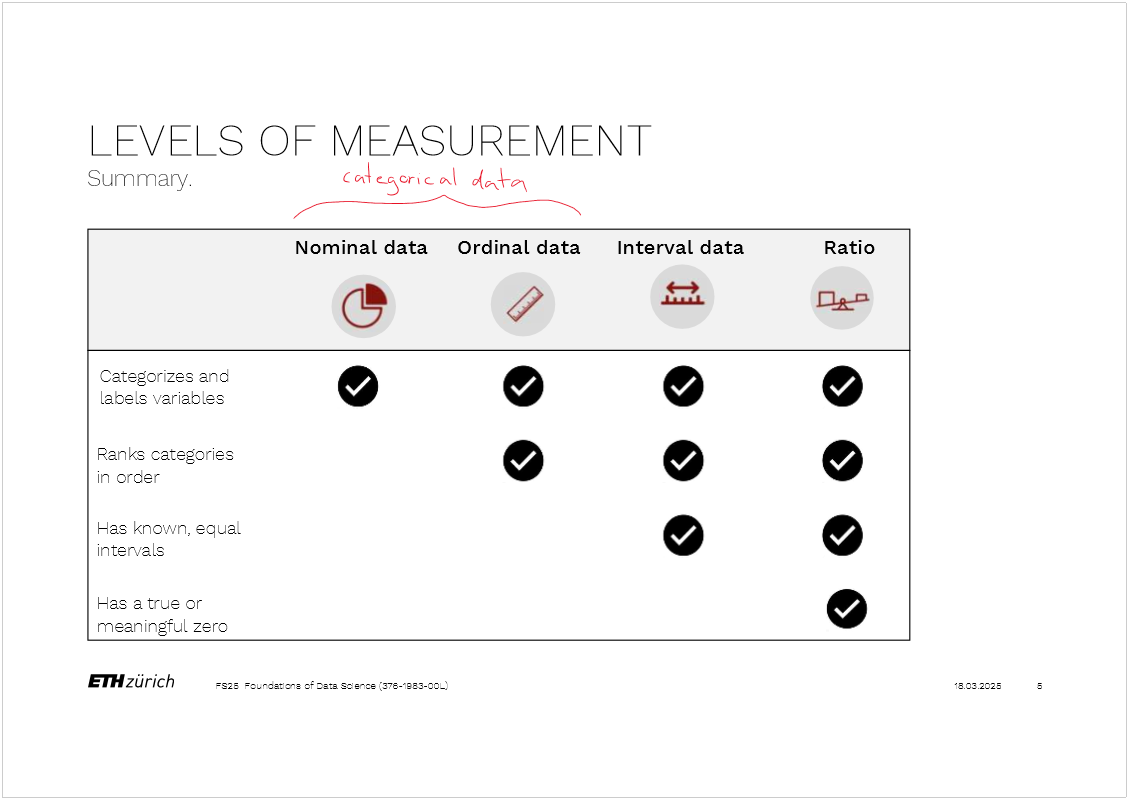 LEVELS OF MEASUREMENT
Summary.
categorical data
Nominal data Ordinal data Interval data Ratio
Categorizes and
labels variables
Ranks categories
in order
Has known, equal
intervals
Has a true or
meaningful zero
ETH zürich FS25 Foundations of Data Science (376-1983-00L) 18.03.2025 5